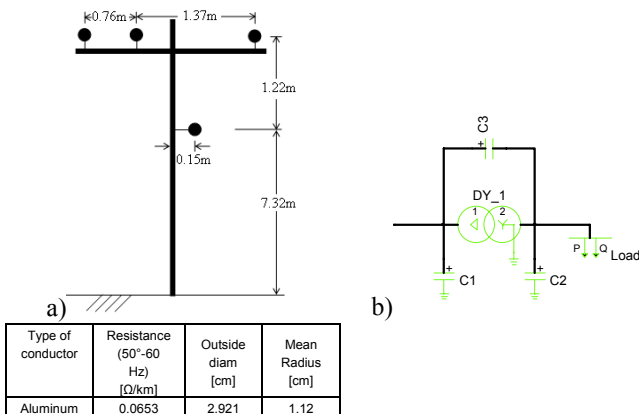 0.76m 1.37m
1.22m
0.15m
7.32m
a)
C3
+
DY_1
1 2
P Q Load
+ C1
+ C2
b)
Type of conductor Resistance (50°-60 Hz) [Ω/km] Outside diam [cm] Mean Radius [cm]
Aluminum 0.0653 2.921 1.12